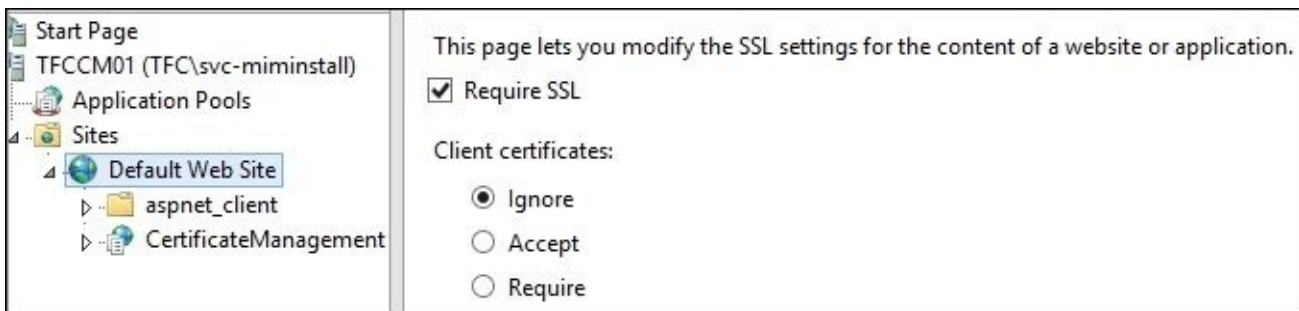 Start Page
TFCCM01 (TFC\svc-miminstall)
Application Pools
Sites
Default Web Site
aspnet_client
CertificateManagement
This page lets you modify the SSL settings for the content of a website or application.
Require SSL
Client certificates:
Ignore
Accept
Require